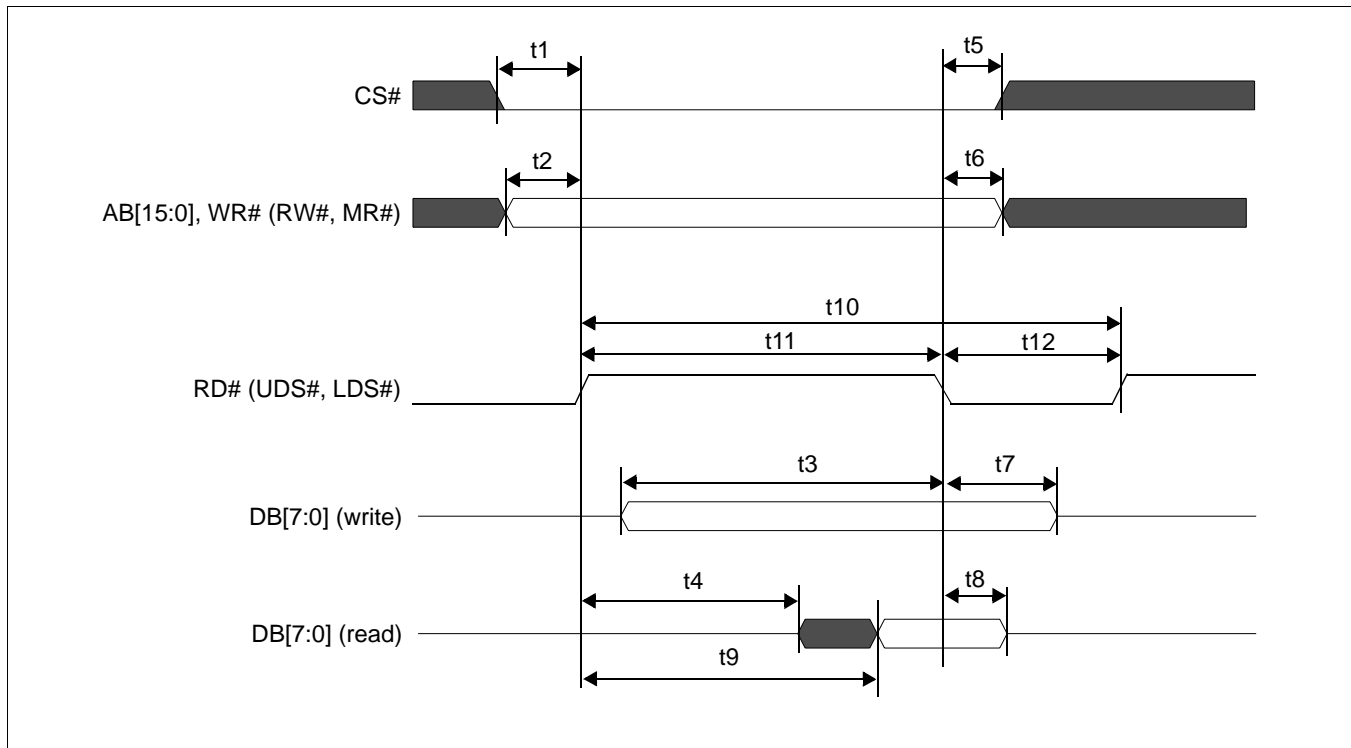 t1
t5
CS#
t2
t6
AB[15:0], WR# (RW#, MR#)
t10
t11
t12
RD# (UDS#, LDS#)
t3
t7
DB[7:0] (write)
t4
t8
DB[7:0] (read)
t9